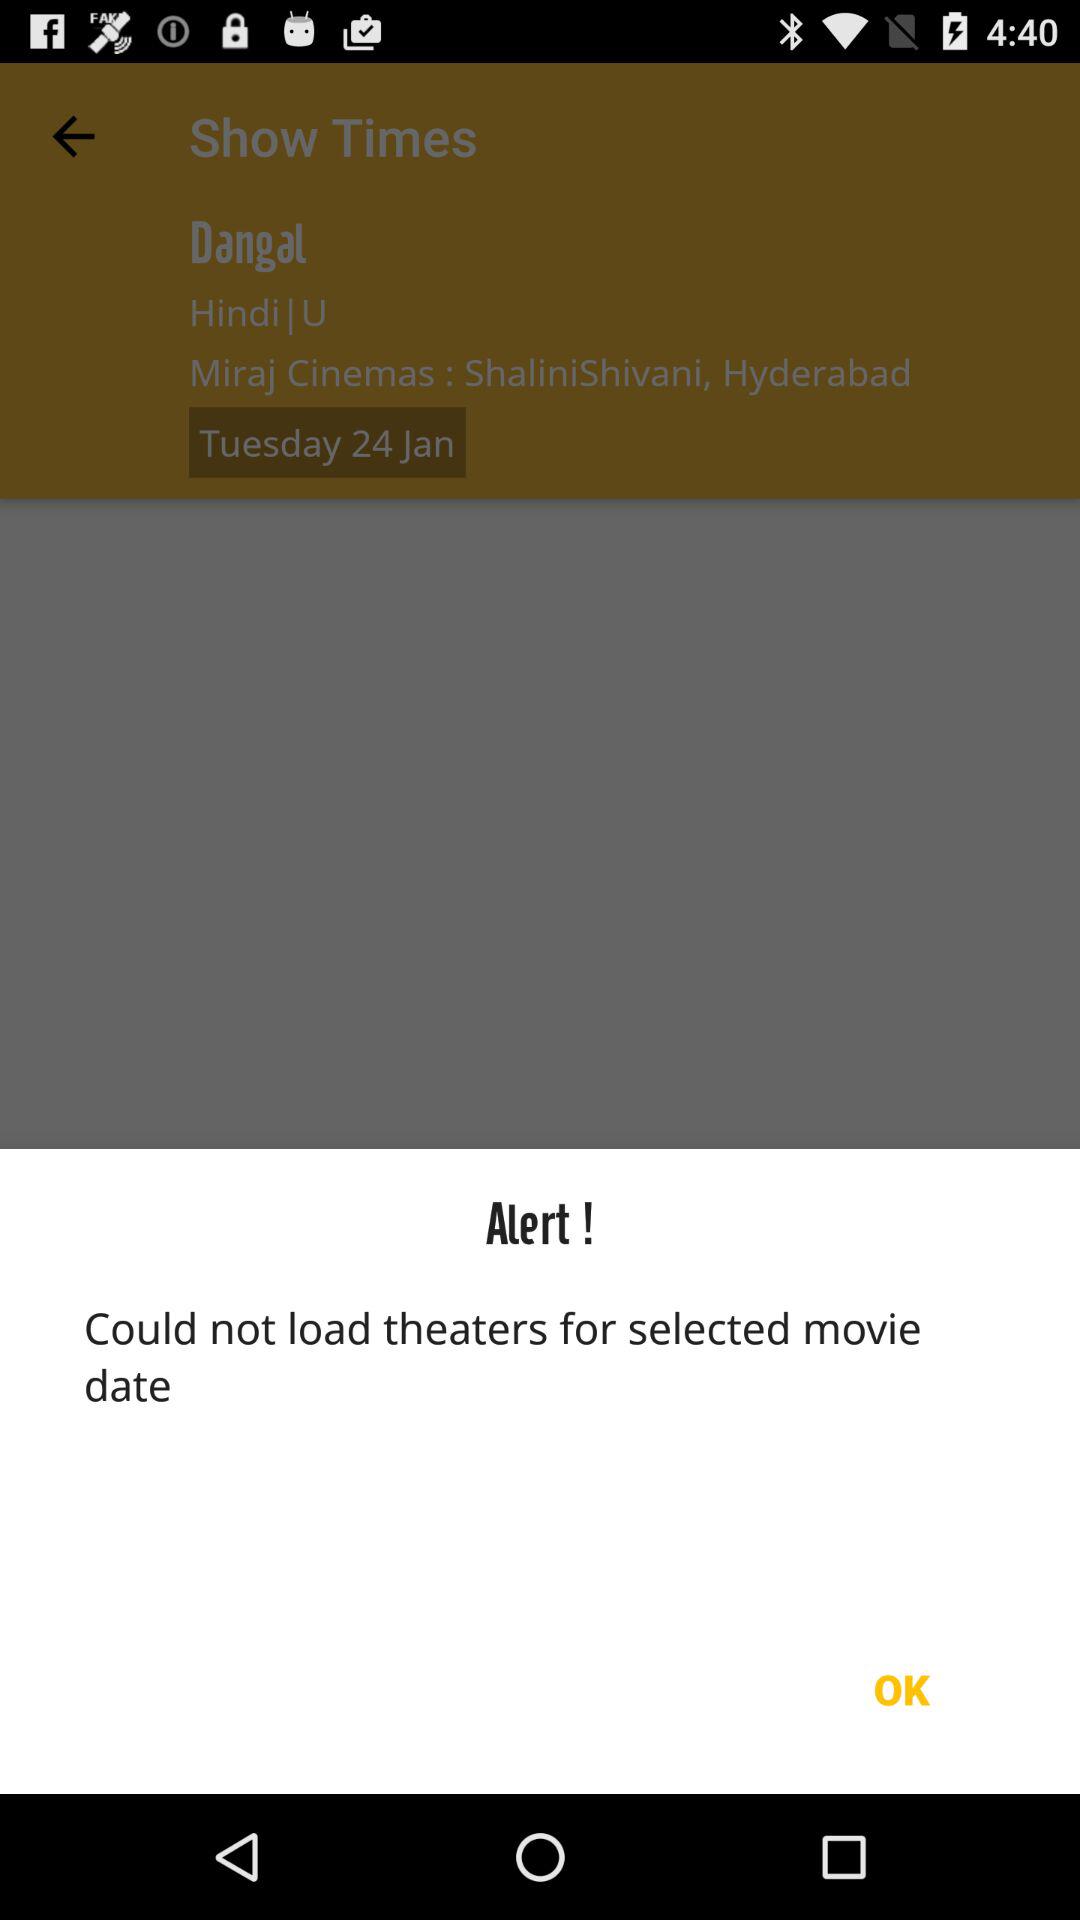 FAKE
4:40
Show Times
Dangal
Hindi|U
Miraj Cinemas : ShaliniShivani, Hyderabad
Tuesday 24 Jan
Alert !
Could not load theaters for selected movie
date
OK